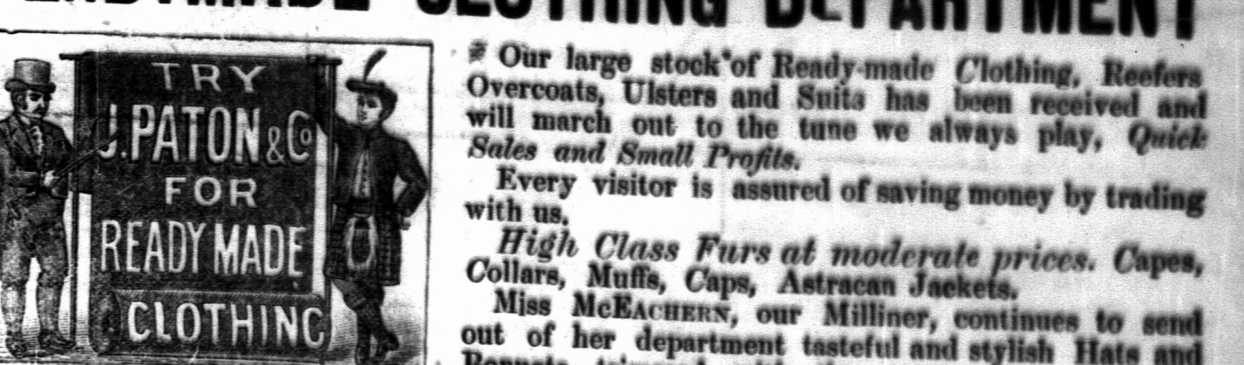 CLOTHING DEPARTMENT
TRY
J. PATON & Co
FOR
READY MADE
CLOTHING
Our large stock of Ready-made Clothing, Reefers
Overcoats, Ulsters and Suits has been received and
will march out to the tune we always play, Quick
Sales and Small Profits.
Every visitor is assured of saving money by trading
with us.
High Class Furs at moderate prices. Capes,
Collars, Muffs, Caps, Astracan Jackets.
Miss McEACHERN, our Milliner, continues to send
out of her department tasteful and stylish Hats and